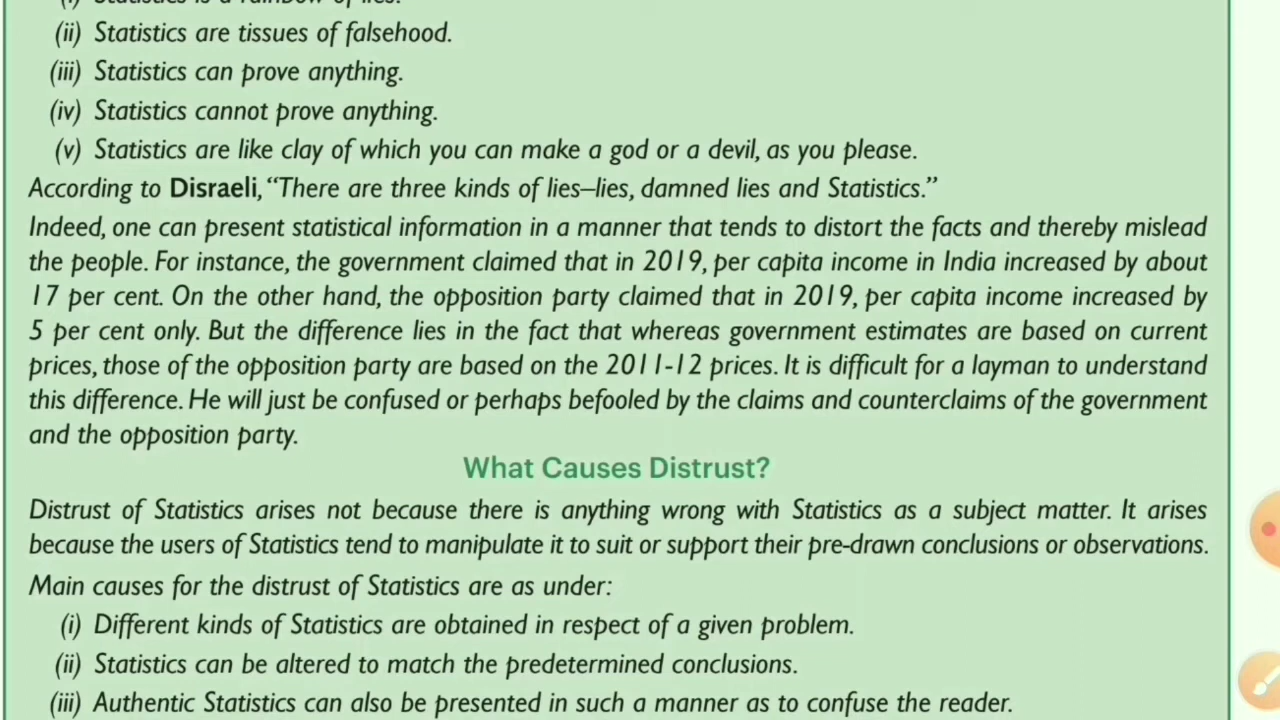 (i) Statistics is a rainbow of lies.
(ii) Statistics are tissues of falsehood.
(iii) Statistics can prove anything.
(iv) Statistics cannot prove anything.
(v) Statistics are like clay of which you can make a god or a devil, as you please.
According to Disraeli, “There are three kinds of lies–lies, damned lies and Statistics.”
Indeed, one can present statistical information in a manner that tends to distort the facts and thereby mislead
the people. For instance, the government claimed that in 2019, per capita income in India increased by about
17 per cent. On the other hand, the opposition party claimed that in 2019, per capita income increased by
5 per cent only. But the difference lies in the fact that whereas government estimates are based on current
prices, those of the opposition party are based on the 2011-12 prices. It is difficult for a layman to understand
this difference. He will just be confused or perhaps befooled by the claims and counterclaims of the government
and the opposition party.
What Causes Distrust?
Distrust of Statistics arises not because there is anything wrong with Statistics as a subject matter. It arises
because the users of Statistics tend to manipulate it to suit or support their pre-drawn conclusions or observations.
Main causes for the distrust of Statistics are as under:
(i) Different kinds of Statistics are obtained in respect of a given problem.
(ii) Statistics can be altered to match the predetermined conclusions.
(iii) Authentic Statistics can also be presented in such a manner as to confuse the reader.